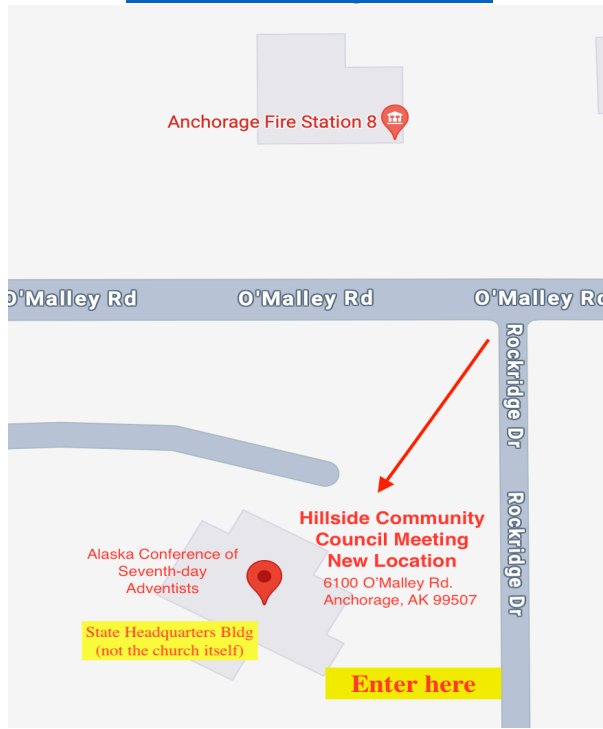 Anchorage Fire Station 8
O'Malley Rd
O'Malley Rd
O'Malley Rd
Rockridge Dr
Rockridge Dr
Hillside Community
Council Meeting
New Location
6100 O'Malley Rd.
Anchorage, AK 99507
Alaska Conference of
Seventh-day
Adventists
State Headquarters Bldg
(not the church itself)
Enter here